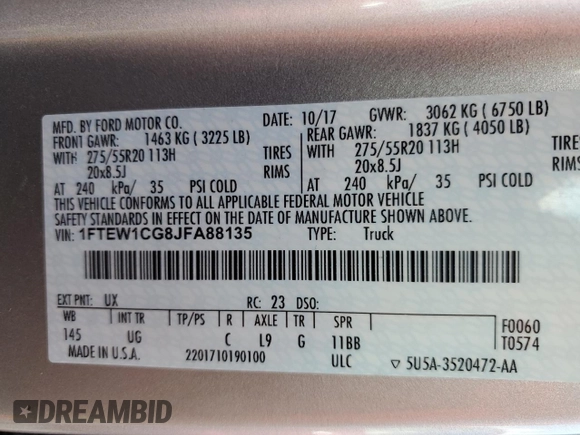 MFD. BY FORD MOTOR CO.
DATE: 10/17 GVWR: 3062 KG ( 6750 LB)
FRONT GAWR: 1463 KG ( 3225 LB)
REAR GAWR: 1837 KG ( 4050 LB)
WITH 275/55R20 113H TIRES
WITH 275/55R20 113H TIRES
20x8.5J RIMS
20x8.5J RIMS
AT 240 kPa/ 35 PSI COLD
AT 240 kPa/ 35 PSI COLD
THIS VEHICLE CONFORMS TO ALL APPLICABLE FEDERAL MOTOR VEHICLE
SAFETY STANDARDS IN EFFECT ON THE DATE OF MANUFACTURE SHOWN ABOVE.
VIN: 1FTEW1CG8JFA88135
TYPE: Truck
EXT PNT: UX RC: 23 DSO:
WB INT TR TP/PS R AXLE TR SPR
F0060
145 UG C L9 G 11BB
T0574
MADE IN U.S.A. 2201710190100 ULC ▽ 5U5A-3520472-AA
DREAMBID